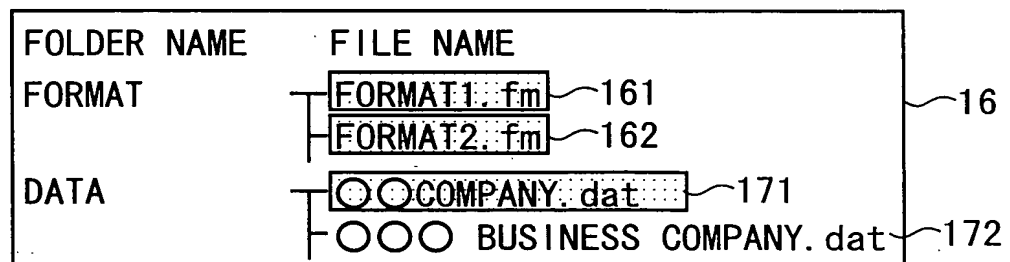 FOLDER NAME FILE NAME
FORMAT FORMAT1.fm 161 16
FORMAT2.fm 162
DATA ○○COMPANY.dat 171
○○○ BUSINESS COMPANY.dat 172